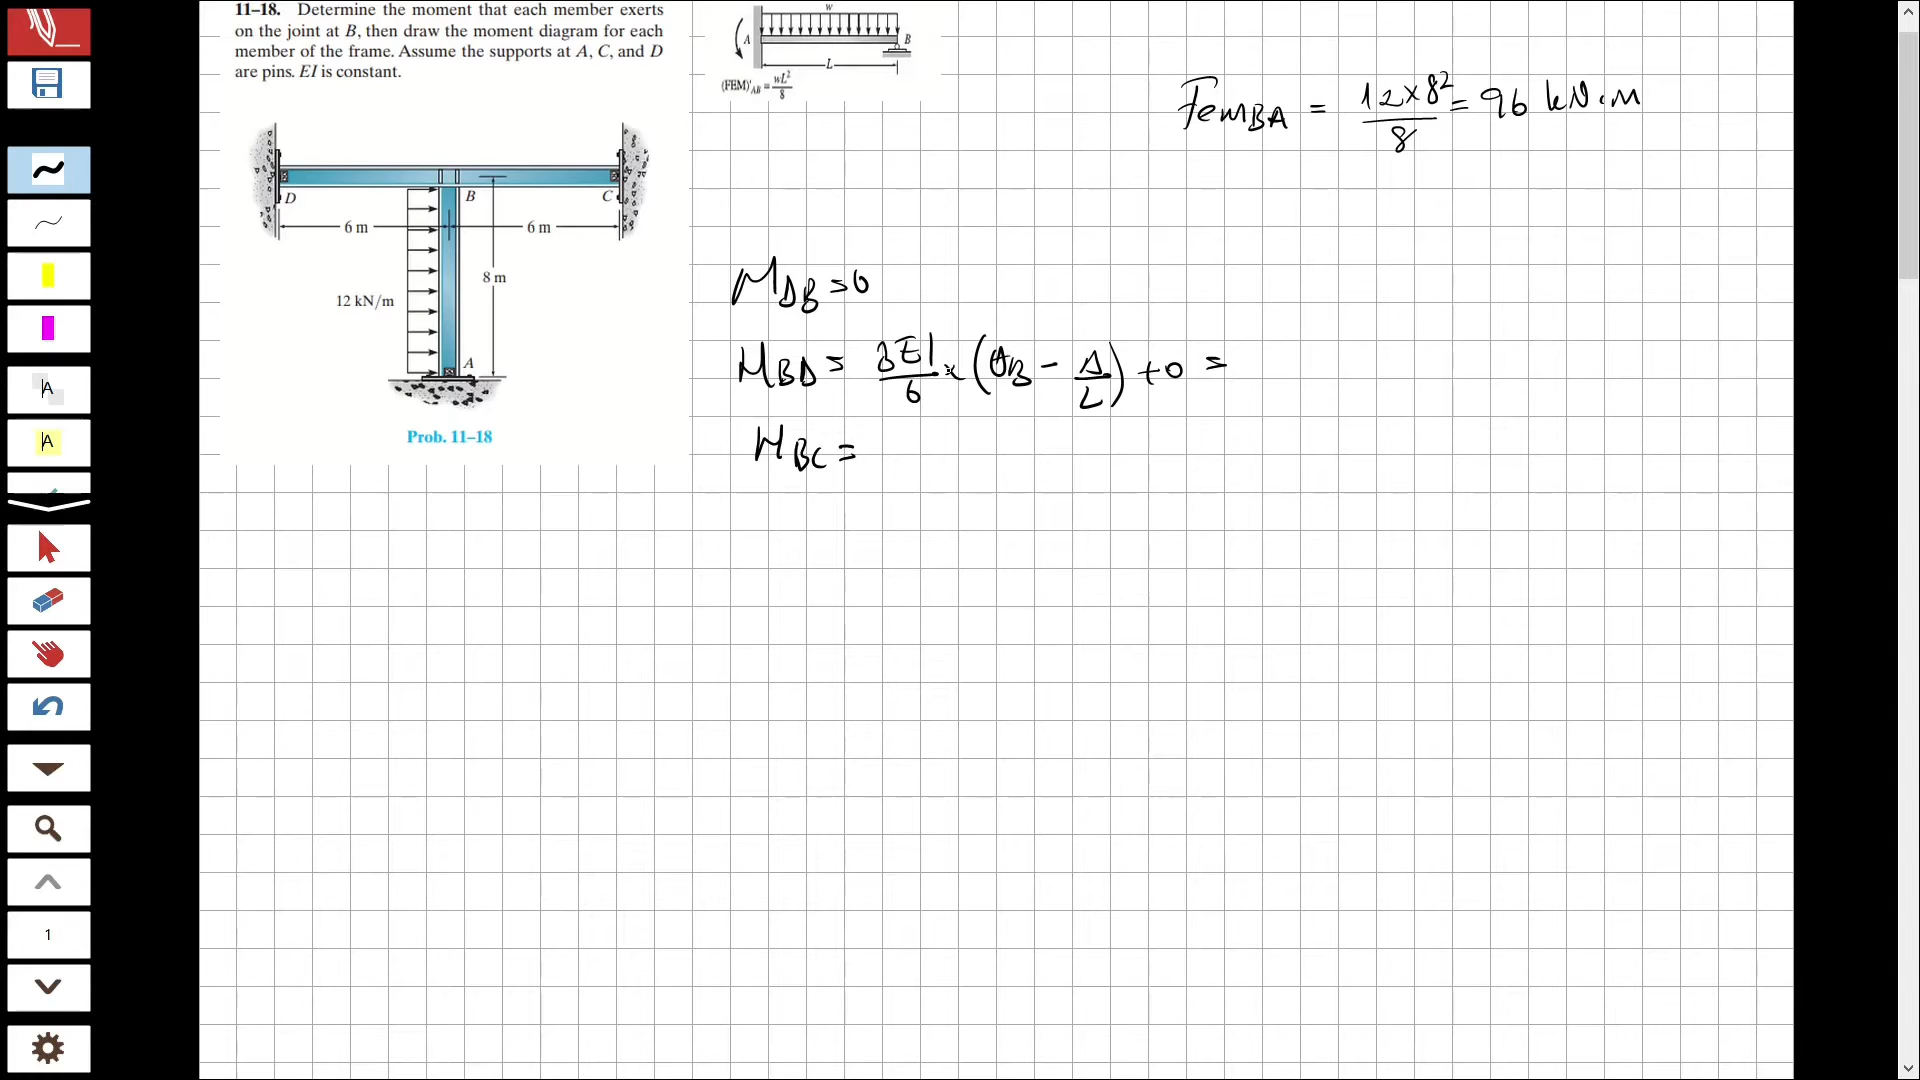 11–18. Determine the moment that each member exerts
on the joint at B, then draw the moment diagram for each
member of the frame. Assume the supports at A, C, and D
are pins. EI is constant.
w
A
B
L
(FEM)'AB = wL²/8
FemBA = 12×8²/8 = 96 kN.m
D
B
C
6 m
6 m
8 m
12 kN/m
A
Prob. 11–18
MDB = 0
MBD = 3EI/6 × (θB − Δ/L) + 0 =
MBC =
A
A
1